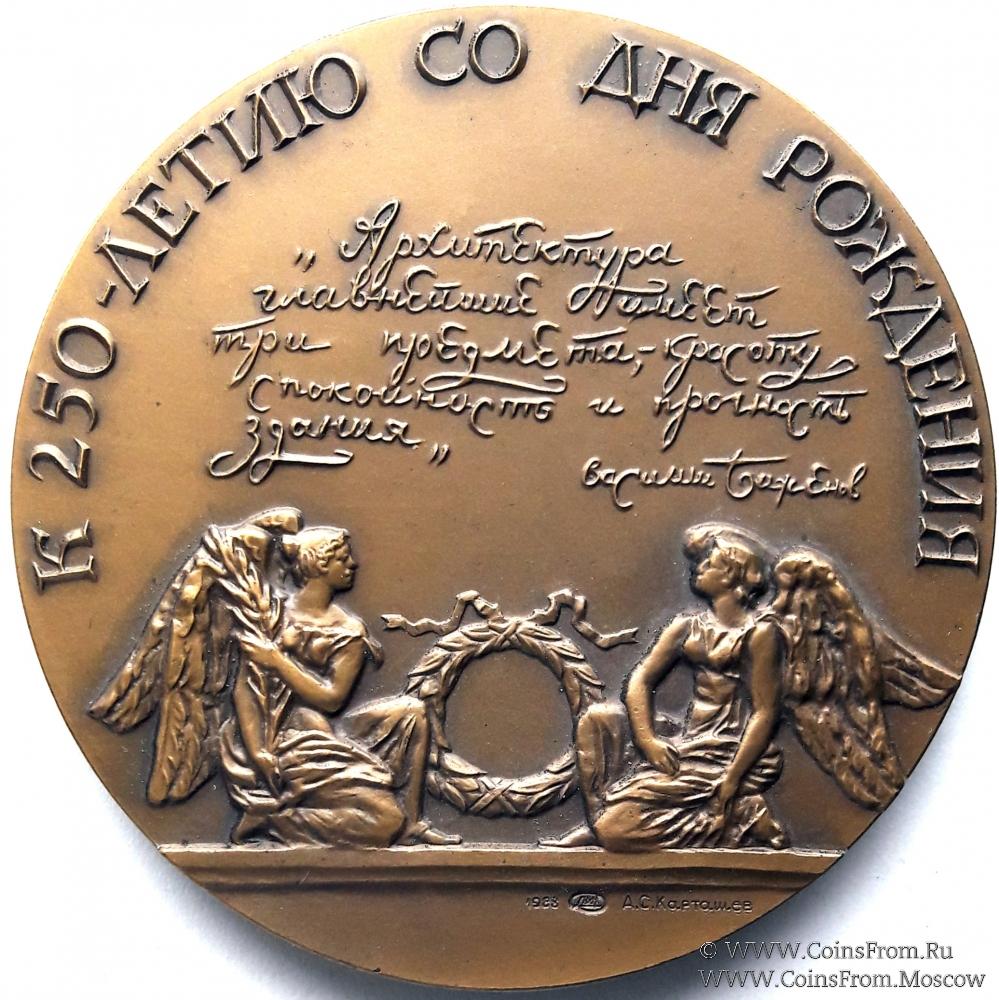 К 250-ЛЕТИЮ СО ДНЯ РОЖДЕНИЯ
„Архитектура
главнейшие имеет
три предмета,-красоту,
спокойность и прочность
здания."
Василий Баженов
1988 ЛМД А.С.Карташев
© WWW.CoinsFrom.Ru
WWW.CoinsFrom.Moscow